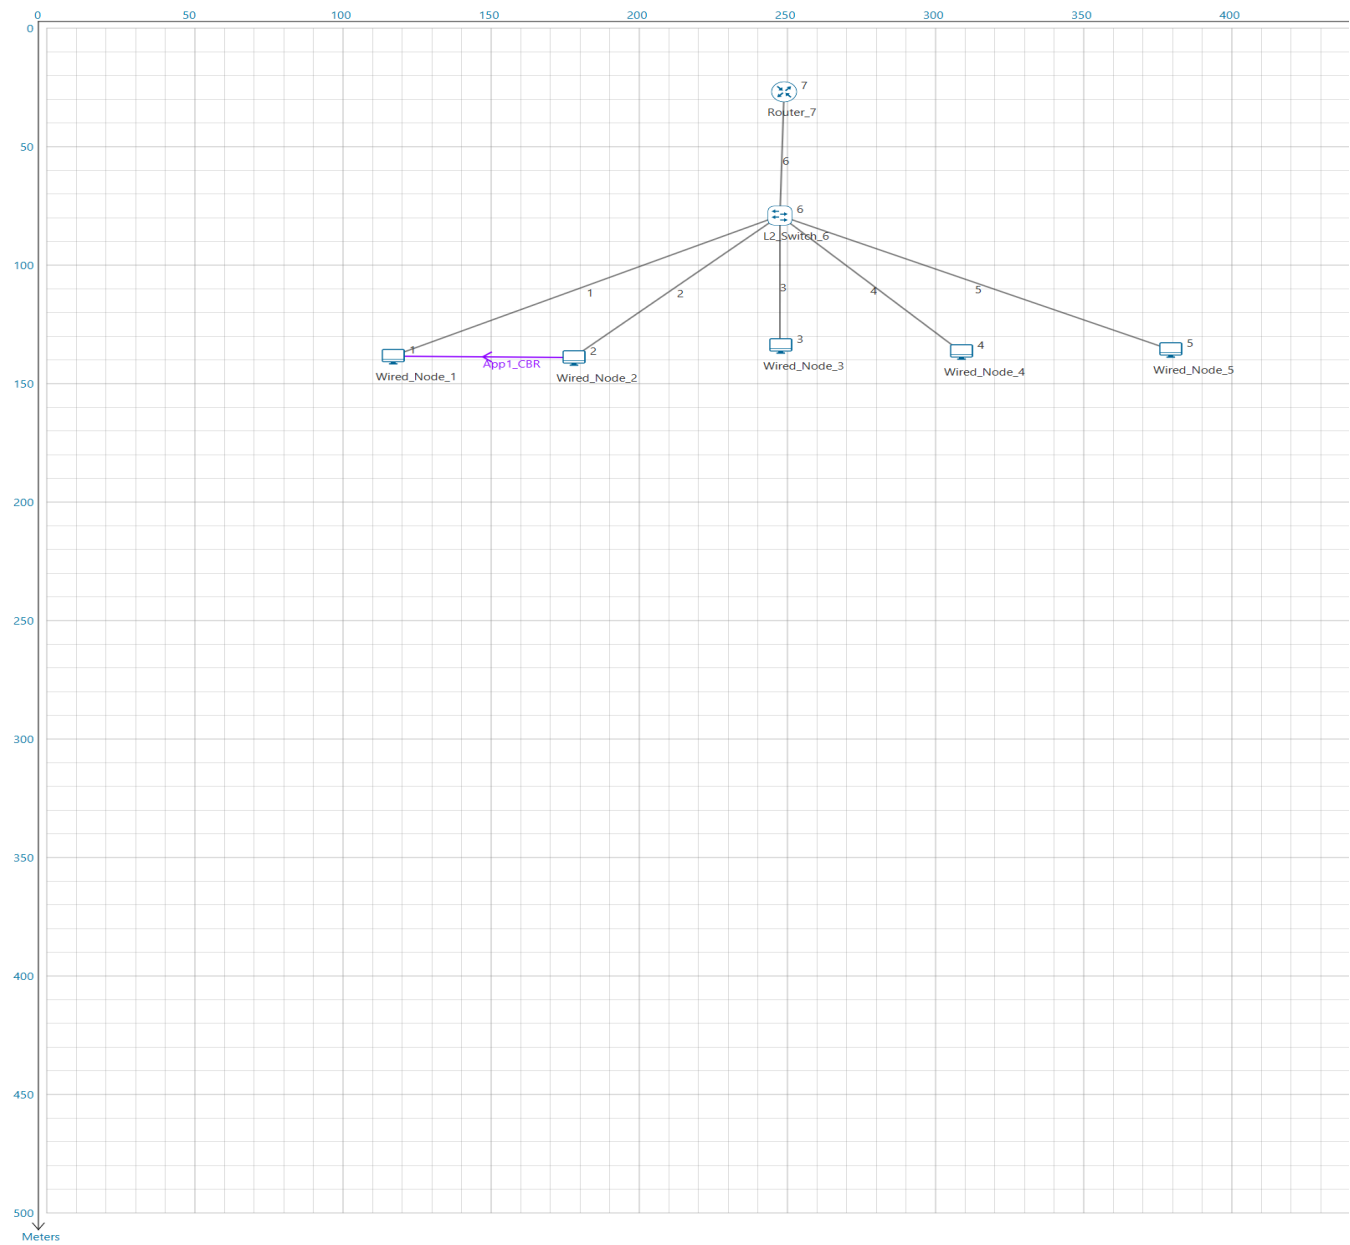 0 50 100 150 200 250 300 350 400
0
7
Router_7
50
6
6
L2_Switch_6
100
1 2 3 4 5
1 2 3 4 5
App1_CBR
Wired_Node_1 Wired_Node_2 Wired_Node_3 Wired_Node_4 Wired_Node_5
150
200
250
300
350
400
450
500
Meters